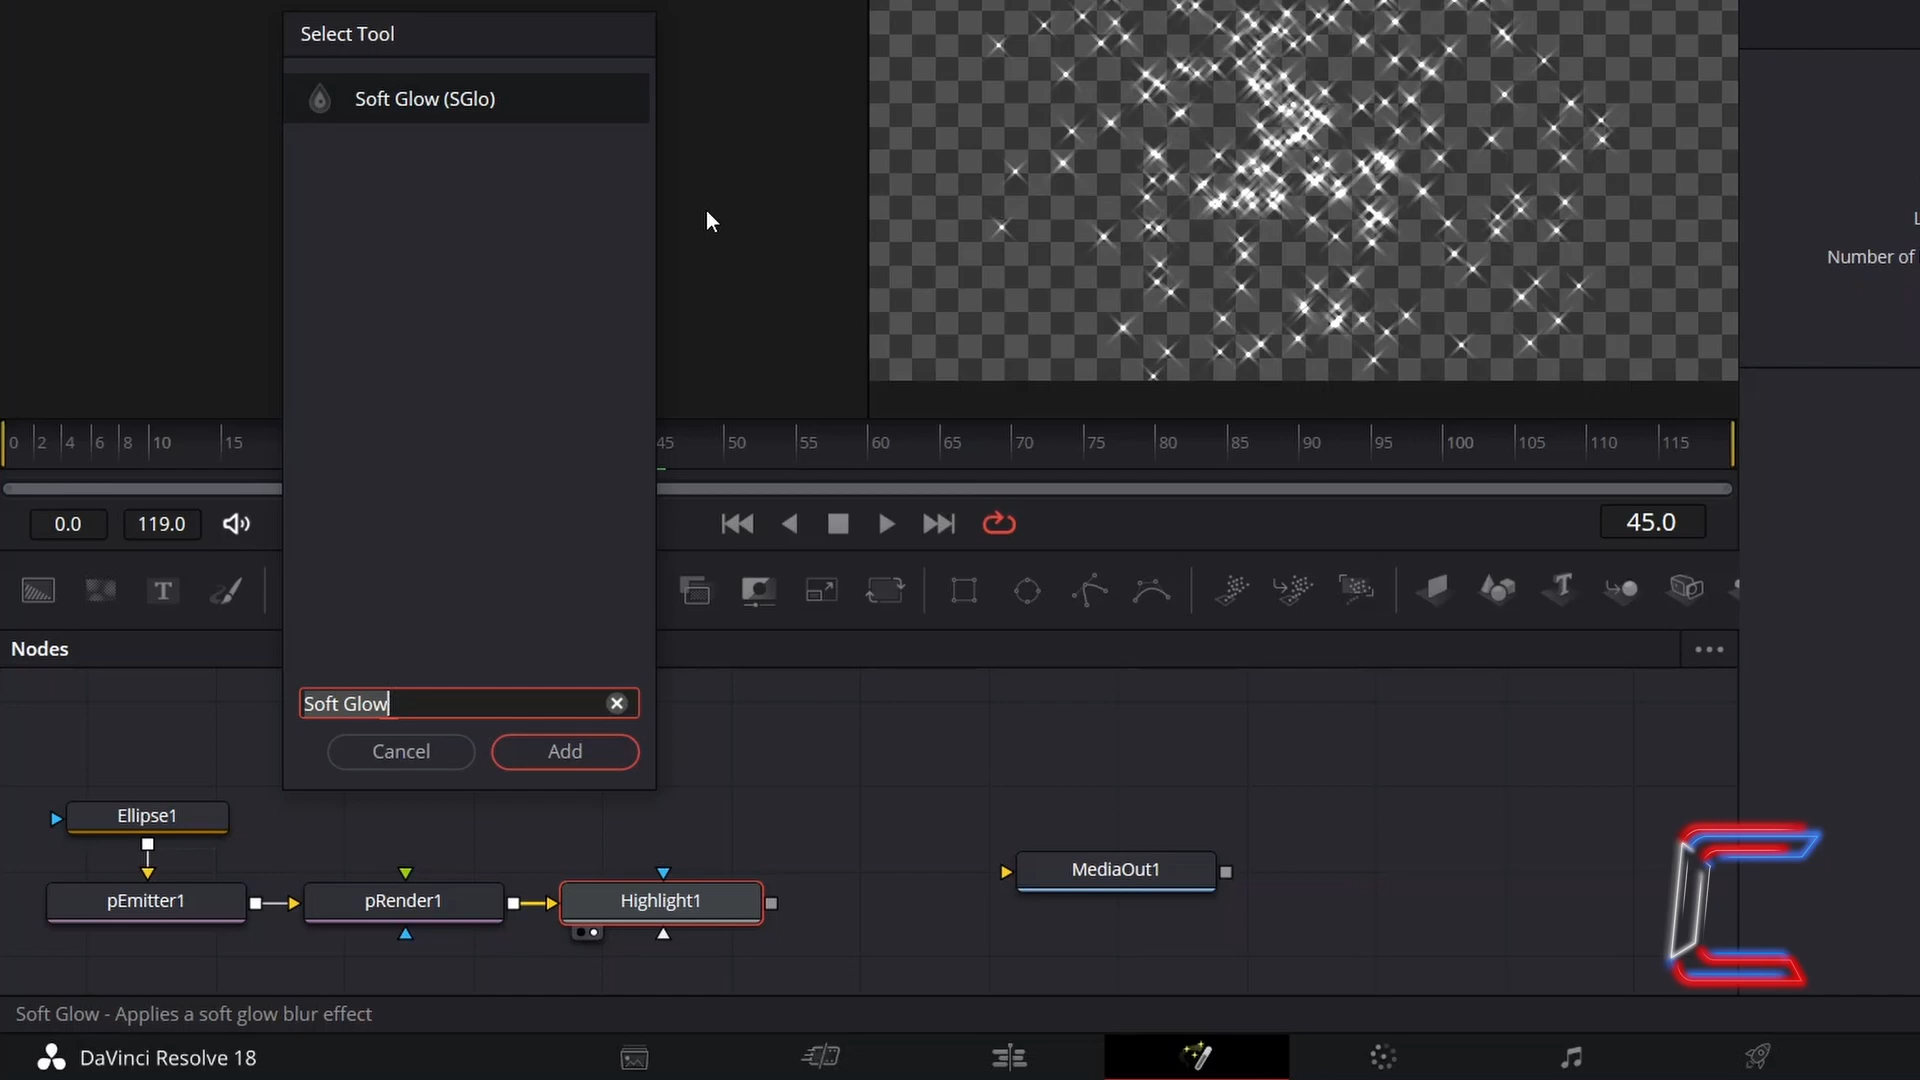 Select Tool
Soft Glow (SGlo)
Number of
0 2 4 6 8 10 15 45 50 55 60 65 70 75 80 85 90 95 100 105 110 115
0.0 119.0 45.0
T
Nodes
Soft Glow
Cancel Add
Ellipse1
MediaOut1
pEmitter1 pRender1 Highlight1
Soft Glow - Applies a soft glow blur effect
DaVinci Resolve 18